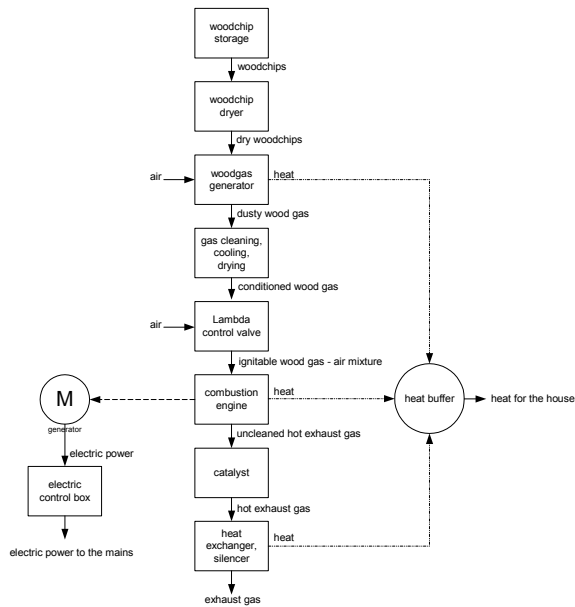 woodchip
storage
woodchips
woodchip
dryer
dry woodchips
air
woodgas
generator
heat
dusty wood gas
gas cleaning,
cooling,
drying
conditioned wood gas
air
Lambda
control valve
ignitable wood gas - air mixture
M
generator
combustion
engine
heat
heat buffer
heat for the house
uncleaned hot exhaust gas
electric power
electric
control box
catalyst
hot exhaust gas
electric power to the mains
heat
exchanger,
silencer
heat
exhaust gas